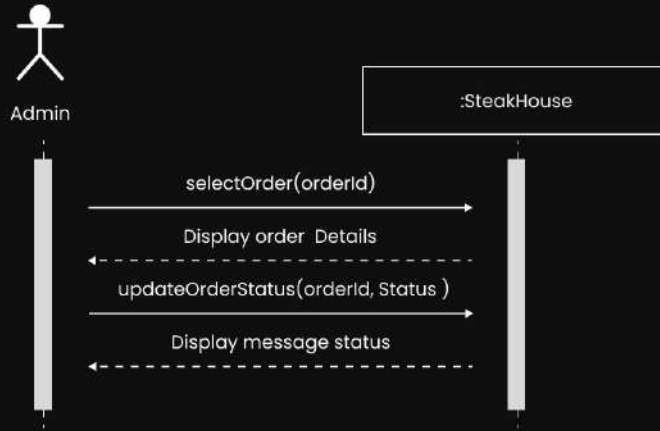 Admin
:SteakHouse
selectOrder(orderId)
Display order Details
updateOrderStatus(orderId, Status )
Display message status